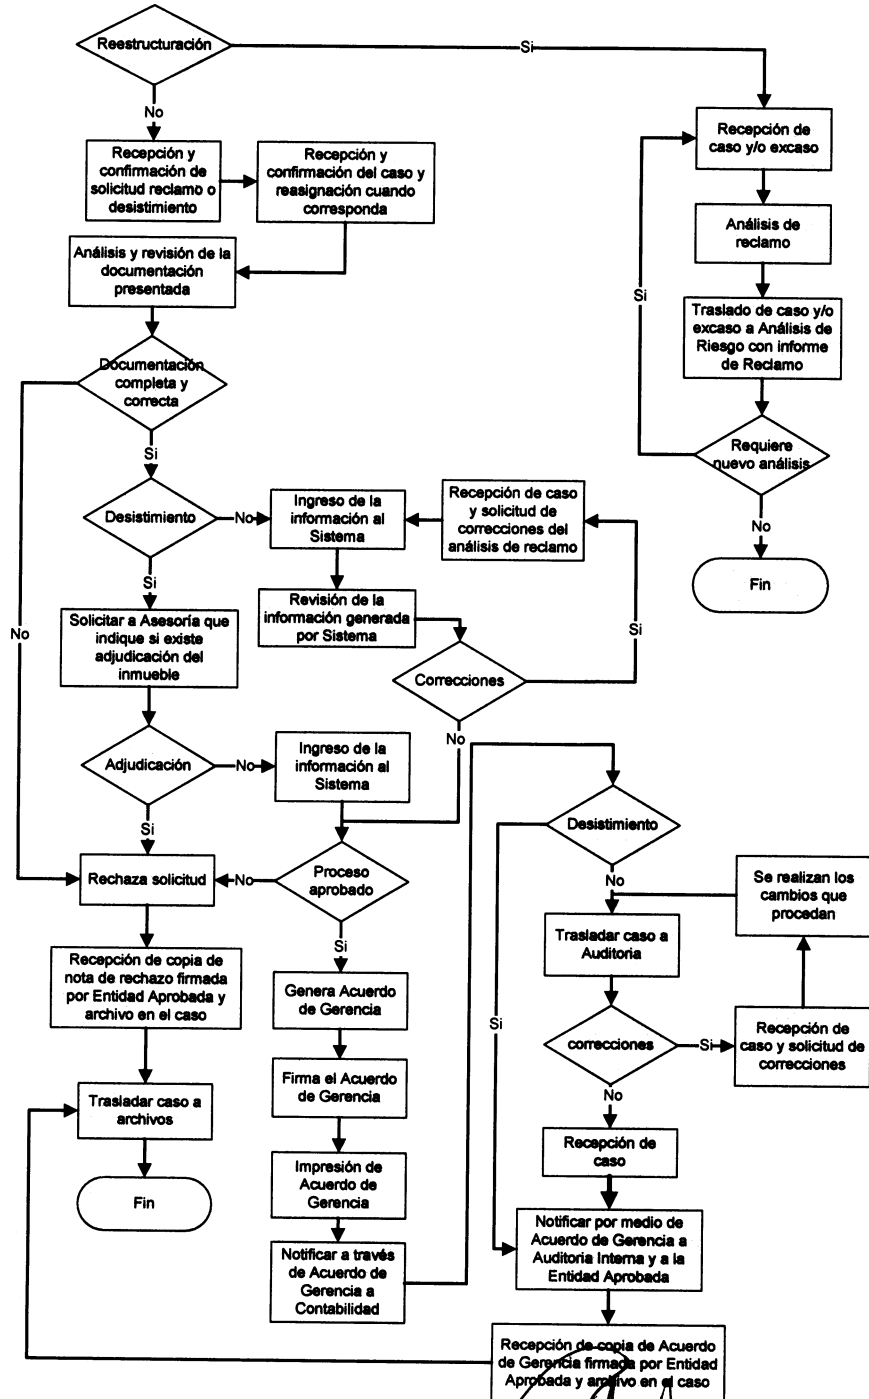 Reestructuración
Si
No
Recepción de
caso y/o excaso
Recepción y
confirmación de
solicitud reclamo o
desistimiento
Recepción y
confirmación del caso y
reasignación cuando
corresponda
Análisis de
reclamo
Análisis y revisión de la
documentación
presentada
Si
Traslado de caso y/o
excaso a Análisis de
Riesgo con informe
de Reclamo
Documentación
completa y
correcta
Requiere
nuevo análisis
Si
No
Fin
Desistimiento
No
Ingreso de la
información al
Sistema
Recepción de caso
y solicitud de
correcciones del
análisis de reclamo
Si
Revisión de la
información generada
por Sistema
Solicitar a Asesoría que
indique si existe
adjudicación del
inmueble
No
Si
Correcciones
No
Adjudicación
No
Ingreso de la
información al
Sistema
Si
Desistimiento
Rechaza solicitud
No
Proceso
aprobado
No
Se realizan los
cambios que
procedan
Si
Trasladar caso a
Auditoria
Recepción de copia de
nota de rechazo firmada
por Entidad Aprobada y
archivo en el caso
Genera Acuerdo
de Gerencia
Si
correcciones
Si
Recepción de
caso y solicitud de
correcciones
Firma el Acuerdo
de Gerencia
No
Trasladar caso a
archivos
Recepción de
caso
Impresión de
Acuerdo de
Gerencia
Fin
Notificar por medio de
Acuerdo de Gerencia a
Auditoria Interna y a la
Entidad Aprobada
Notificar a través
de Acuerdo de
Gerencia a
Contabilidad
Recepción de copia de Acuerdo
de Gerencia firmada por Entidad
Aprobada y archivo en el caso